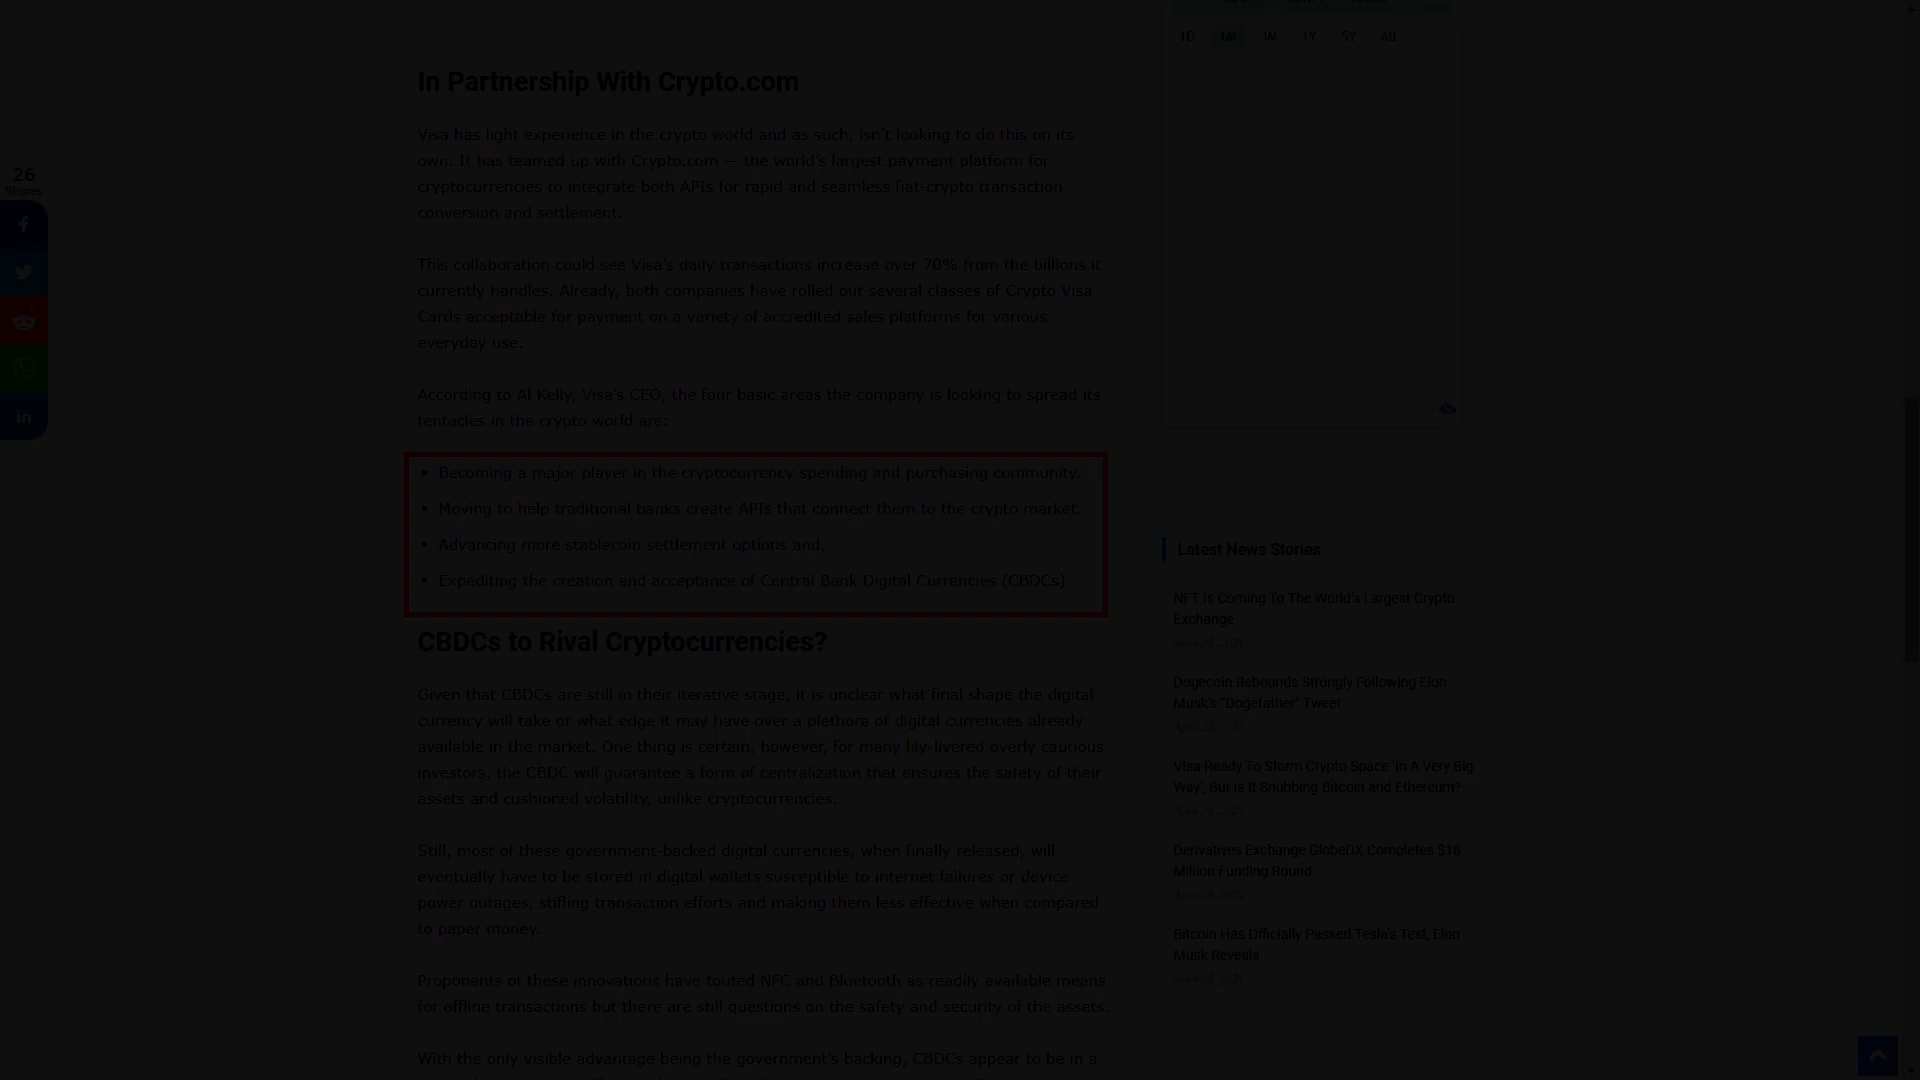 1D 1M 3M 1Y 5Y All
In Partnership With Crypto.com
Visa has light experience in the crypto world and as such, isn't looking to do this on its
own. It has teamed up with Crypto.com — the world's largest payment platform for
cryptocurrencies to integrate both APIs for rapid and seamless fiat-crypto transaction
conversion and settlement.
This collaboration could see Visa's daily transactions increase over 70% from the billions it
currently handles. Already, both companies have rolled out several classes of Crypto Visa
Cards acceptable for payment on a variety of accredited sales platforms for various
everyday use.
According to Al Kelly, Visa's CEO, the four basic areas the company is looking to spread its
tentacles in the crypto world are:
• Becoming a major player in the cryptocurrency spending and purchasing community.
• Moving to help traditional banks create APIs that connect them to the crypto market.
• Advancing more stablecoin settlement options and,
• Expediting the creation and acceptance of Central Bank Digital Currencies (CBDCs).
CBDCs to Rival Cryptocurrencies?
Given that CBDCs are still in their iterative stage, it is unclear what final shape the digital
currency will take or what edge it may have over a plethora of digital currencies already
available in the market. One thing is certain, however, for many lily-livered overly cautious
investors, the CBDC will guarantee a form of centralization that ensures the safety of their
assets and cushioned volatility, unlike cryptocurrencies.
Still, most of these government-backed digital currencies, when finally released, will
eventually have to be stored in digital wallets susceptible to internet failures or device
power outages, stifling transaction efforts and making them less effective when compared
to paper money.
Proponents of these innovations have touted NFC and Bluetooth as readily available means
for offline transactions but there are still questions on the safety and security of the assets.
With the only visible advantage being the government's backing, CBDCs appear to be in a
26
Shares
in
Latest News Stories
NFT Is Coming To The World's Largest Crypto
Exchange
Dogecoin Rebounds Strongly Following Elon
Musk's "Dogefather" Tweet
Visa Ready To Storm Crypto Space 'In A Very Big
Way', But Is It Snubbing Bitcoin and Ethereum?
Derivatives Exchange GlobeDX Completes $18
Million Funding Round
Bitcoin Has Officially Passed Tesla's Test, Elon
Musk Reveals